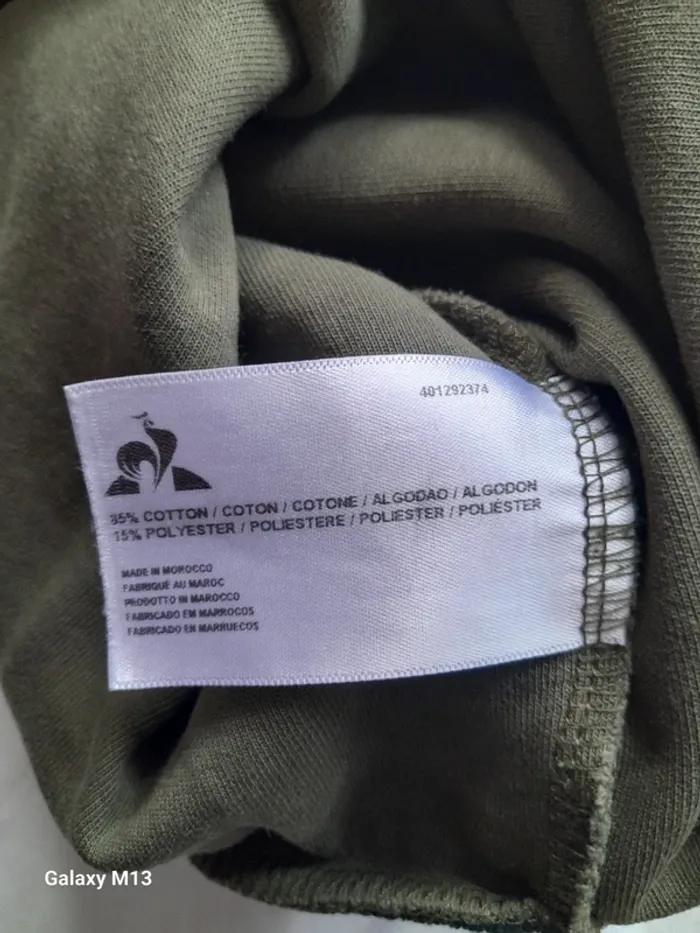 401292374
85% COTTON / COTON / COTONE / ALGODAO / ALGODON
15% POLYESTER / POLIESTERE / POLIESTER / POLIÉSTER
MADE IN MOROCCO
FABRIQUÉ AU MAROC
PRODOTTO IN MAROCCO
FABRICADO EM MARROCOS
FABRICADO EN MARRUECOS
Galaxy M13